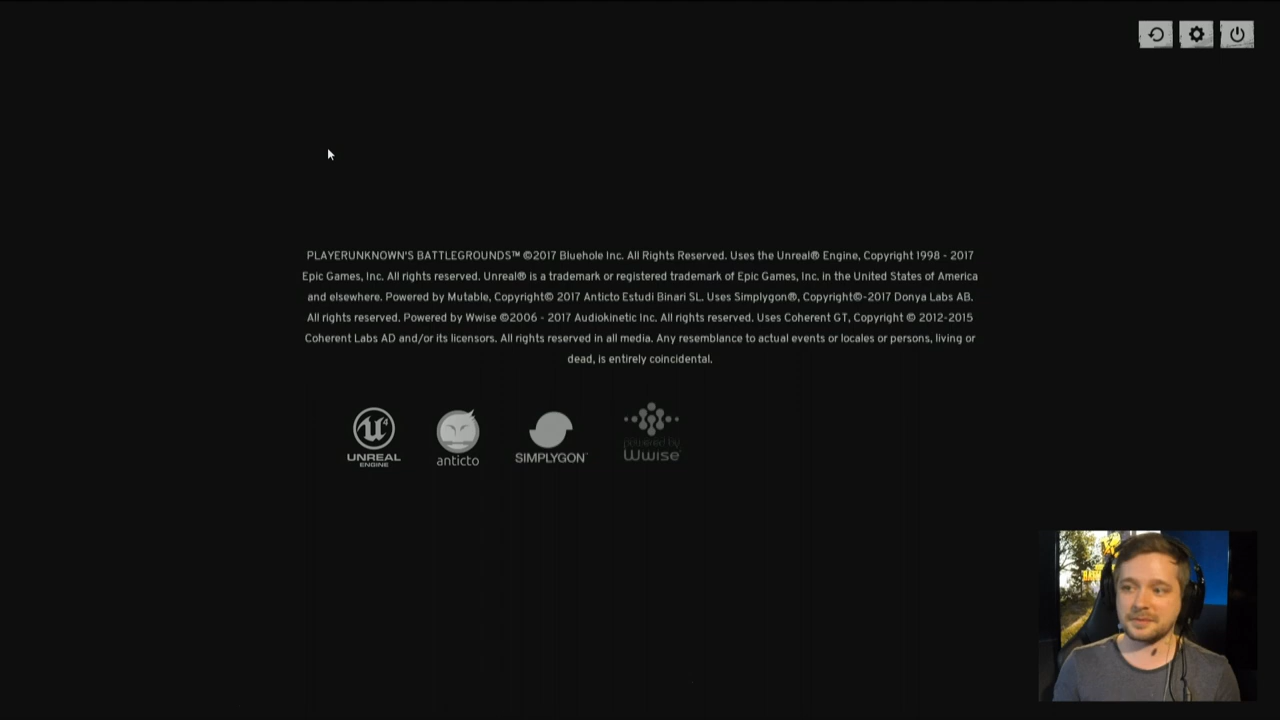 PLAYERUNKNOWN'S BATTLEGROUNDS™ ©2017 Bluehole Inc. All Rights Reserved. Uses the Unreal® Engine, Copyright 1998 - 2017
Epic Games, Inc. All rights reserved. Unreal® is a trademark or registered trademark of Epic Games, Inc. in the United States of America
and elsewhere. Powered by Mutable, Copyright© 2017 Anticto Estudi Binari SL. Uses Simplygon®, Copyright©-2017 Donya Labs AB.
All rights reserved. Powered by Wwise ©2006 - 2017 Audiokinetic Inc. All rights reserved. Uses Coherent GT, Copyright © 2012-2015
Coherent Labs AD and/or its licensors. All rights reserved in all media. Any resemblance to actual events or locales or persons, living or
dead, is entirely coincidental.
4
UNREAL
ENGINE
anticto
SIMPLYGON
powered by
Wwise